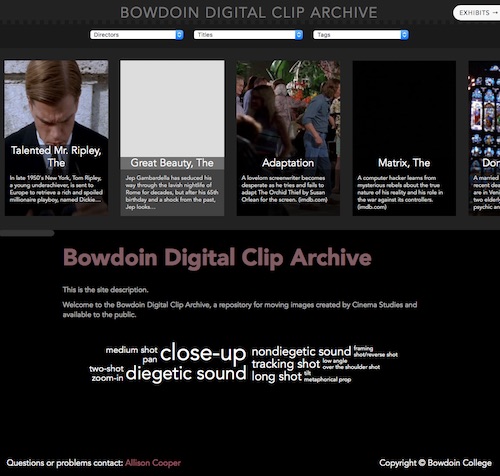 BOWDOIN DIGITAL CLIP ARCHIVE
EXHIBITS →
Directors
Titles
Tags
Talented Mr. Ripley,
The
In late 1950's New York, Tom Ripley,
a young underachiever, is sent to
Europe to retrieve a rich and spoiled
millionaire playboy, named Dickie....
Great Beauty, The
Jep Gambardella has seduced his
way through the lavish nightlife of
Rome for decades, but after his 65th
birthday and a shock from the past,
Jep looks....
Adaptation
A lovelorn screenwriter becomes
desperate as he tries and fails to
adapt The Orchid Thief by Susan
Orlean for the screen. (imdb.com)
Matrix, The
A computer hacker learns from
mysterious rebels about the true
nature of his reality and his role in
the war against its controllers.
(imdb.com)
Don
A married
recent dea
are in Veni
two elderly
psychic an
Bowdoin Digital Clip Archive
This is the site description.
Welcome to the Bowdoin Digital Clip Archive, a repository for moving images created by Cinema Studies and
available to the public.
medium shot
pan
close-up
two-shot
zoom-in
diegetic sound
nondiegetic sound
framing
shot/reverse shot
tracking shot
low angle
over the shoulder shot
long shot
tilt
metaphorical prop
Questions or problems contact: Allison Cooper
Copyright © Bowdoin College